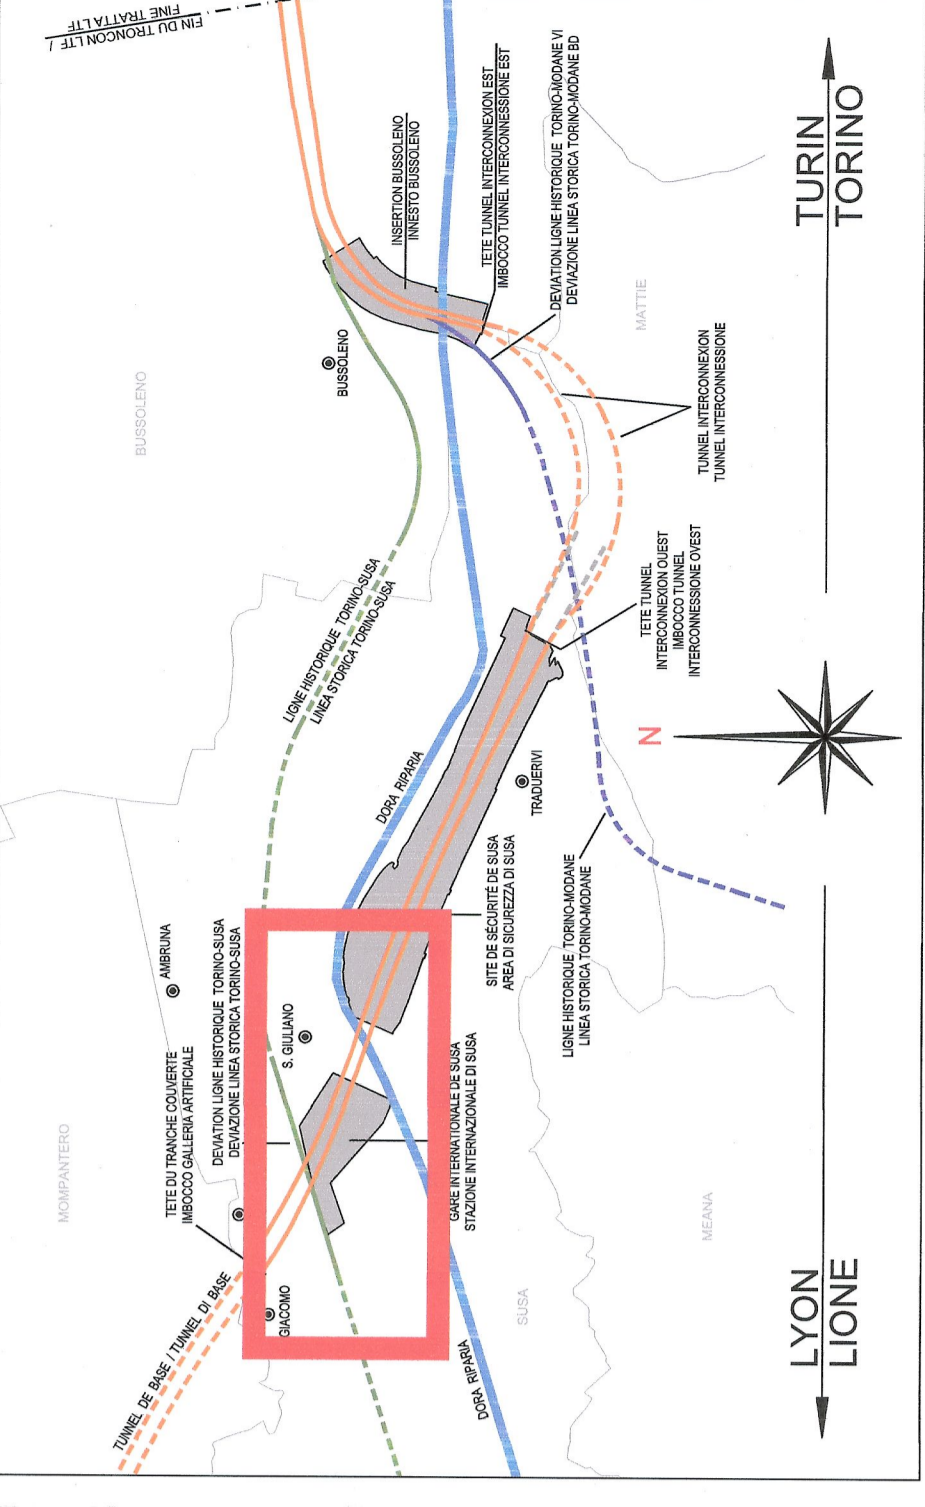 FIN DU TRONCON LTF /
FINE TRATTA LTF
INSERTION BUSSOLENO
INNESTO BUSSOLENO
TETE TUNNEL INTERCONNEXION EST
IMBOCCO TUNNEL INTERCONNESSIONE EST
DEVIATION LIGNE HISTORIQUE TORINO-MODANE VI
DEVIAZIONE LINEA STORICA TORINO-MODANE BD
TURIN
TORINO
BUSSOLENO
BUSSOLENO
MATTIE
TUNNEL INTERCONNEXION
TUNNEL INTERCONNESSIONE
LIGNE HISTORIQUE TORINO-SUSA
LINEA STORICA TORINO-SUSA
TETE TUNNEL
INTERCONNEXION OUEST
IMBOCCO TUNNEL
INTERCONNESSIONE OVEST
N
DORA RIPARIA
TRADUERIVI
SITE DE SÉCURITÉ DE SUSA
AREA DI SICUREZZA DI SUSA
LIGNE HISTORIQUE TORINO-MODANE
LINEA STORICA TORINO-MODANE
AMBRUNA
DEVIATION LIGNE HISTORIQUE TORINO-SUSA
DEVIAZIONE LINEA STORICA TORINO-SUSA
S. GIULIANO
TETE DU TRANCHE COUVERTE
IMBOCCO GALLERIA ARTIFICIALE
GARE INTERNATIONALE DE SUSA
STAZIONE INTERNAZIONALE DI SUSA
MOMPANTERO
MEANA
SUSA
GIACOMO
TUNNEL DE BASE / TUNNEL DI BASE
DORA RIPARIA
LYON
LIONE